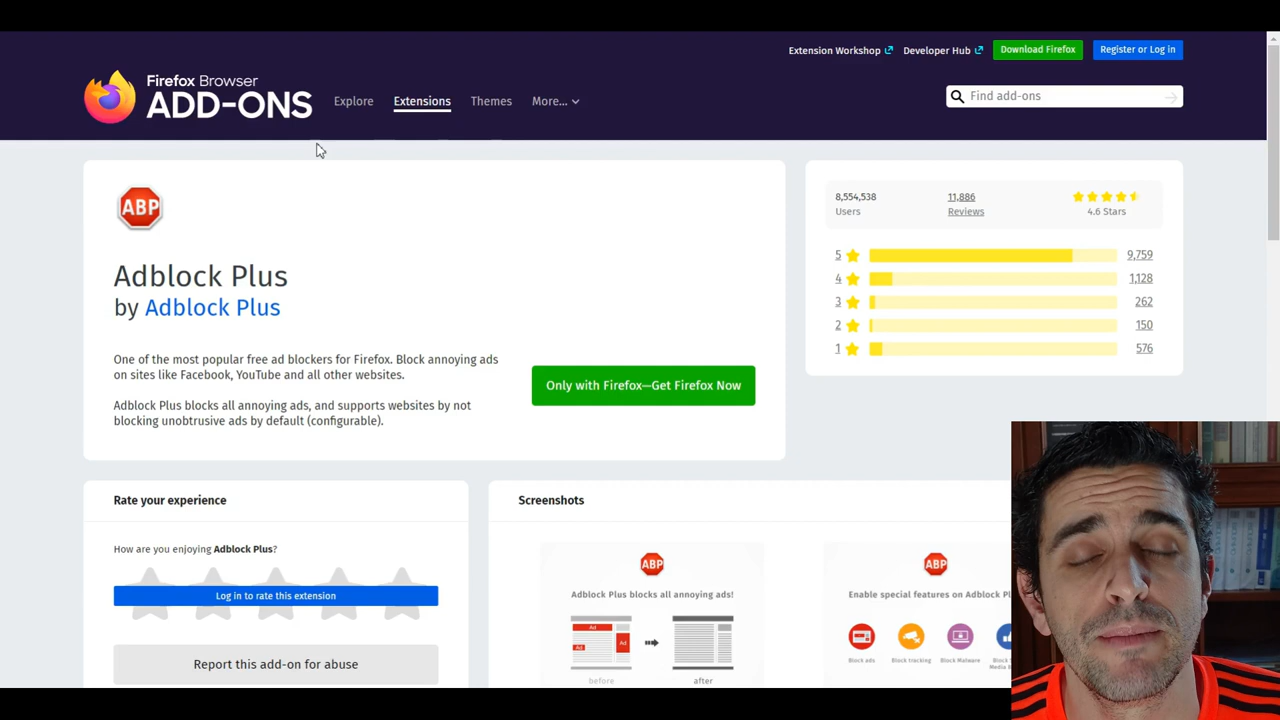 Extension Workshop
Developer Hub
Download Firefox
Register or Log in
Firefox Browser
ADD-ONS
Explore
Extensions
Themes
More...
Find add-ons
ABP
Adblock Plus
by Adblock Plus
One of the most popular free ad blockers for Firefox. Block annoying ads
on sites like Facebook, YouTube and all other websites.
Adblock Plus blocks all annoying ads, and supports websites by not
blocking unobtrusive ads by default (configurable).
Only with Firefox—Get Firefox Now
8,554,538
Users
11,886
Reviews
4.6 Stars
5
9,759
4
1,128
3
262
2
150
1
576
Rate your experience
How are you enjoying Adblock Plus?
Log in to rate this extension
Report this add-on for abuse
Screenshots
ABP
Adblock Plus blocks all annoying ads!
Ad
Ad
Ad
before
after
ABP
Enable special features on Adblock Pl
Block ads
Block tracking
Block Malware